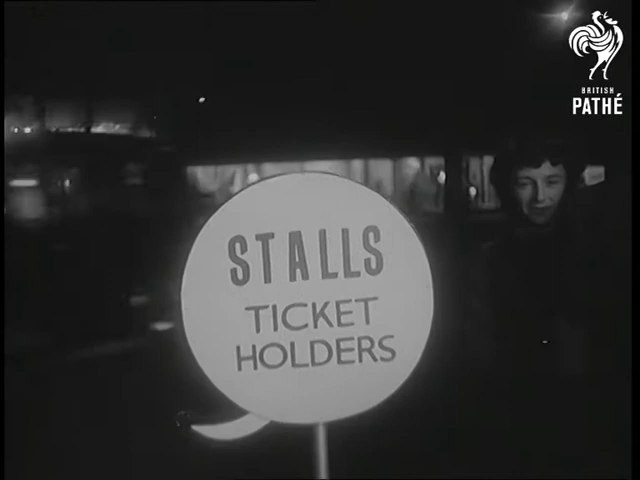 BRITISH
PATHÉ
STALLS
TICKET
HOLDERS